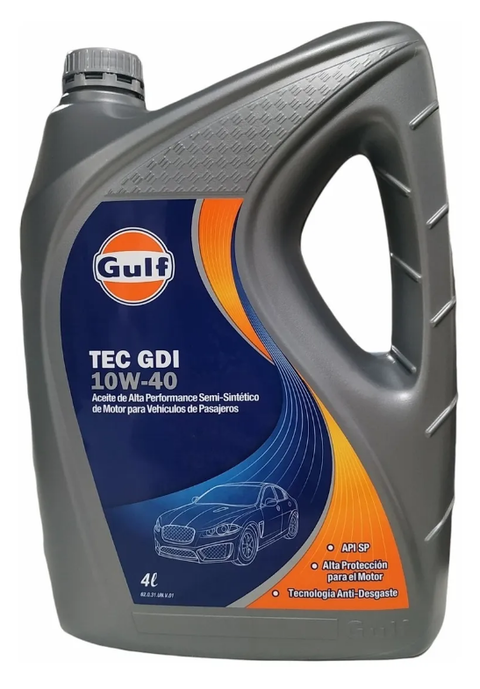 Gulf
TEC GDI
10W-40
Aceite de Alta Performance Semi-Sintético
de Motor para Vehículos de Pasajeros
• API SP
• Alta Protección
para el Motor
• Tecnología Anti-Desgaste
4ℓ
Gulf